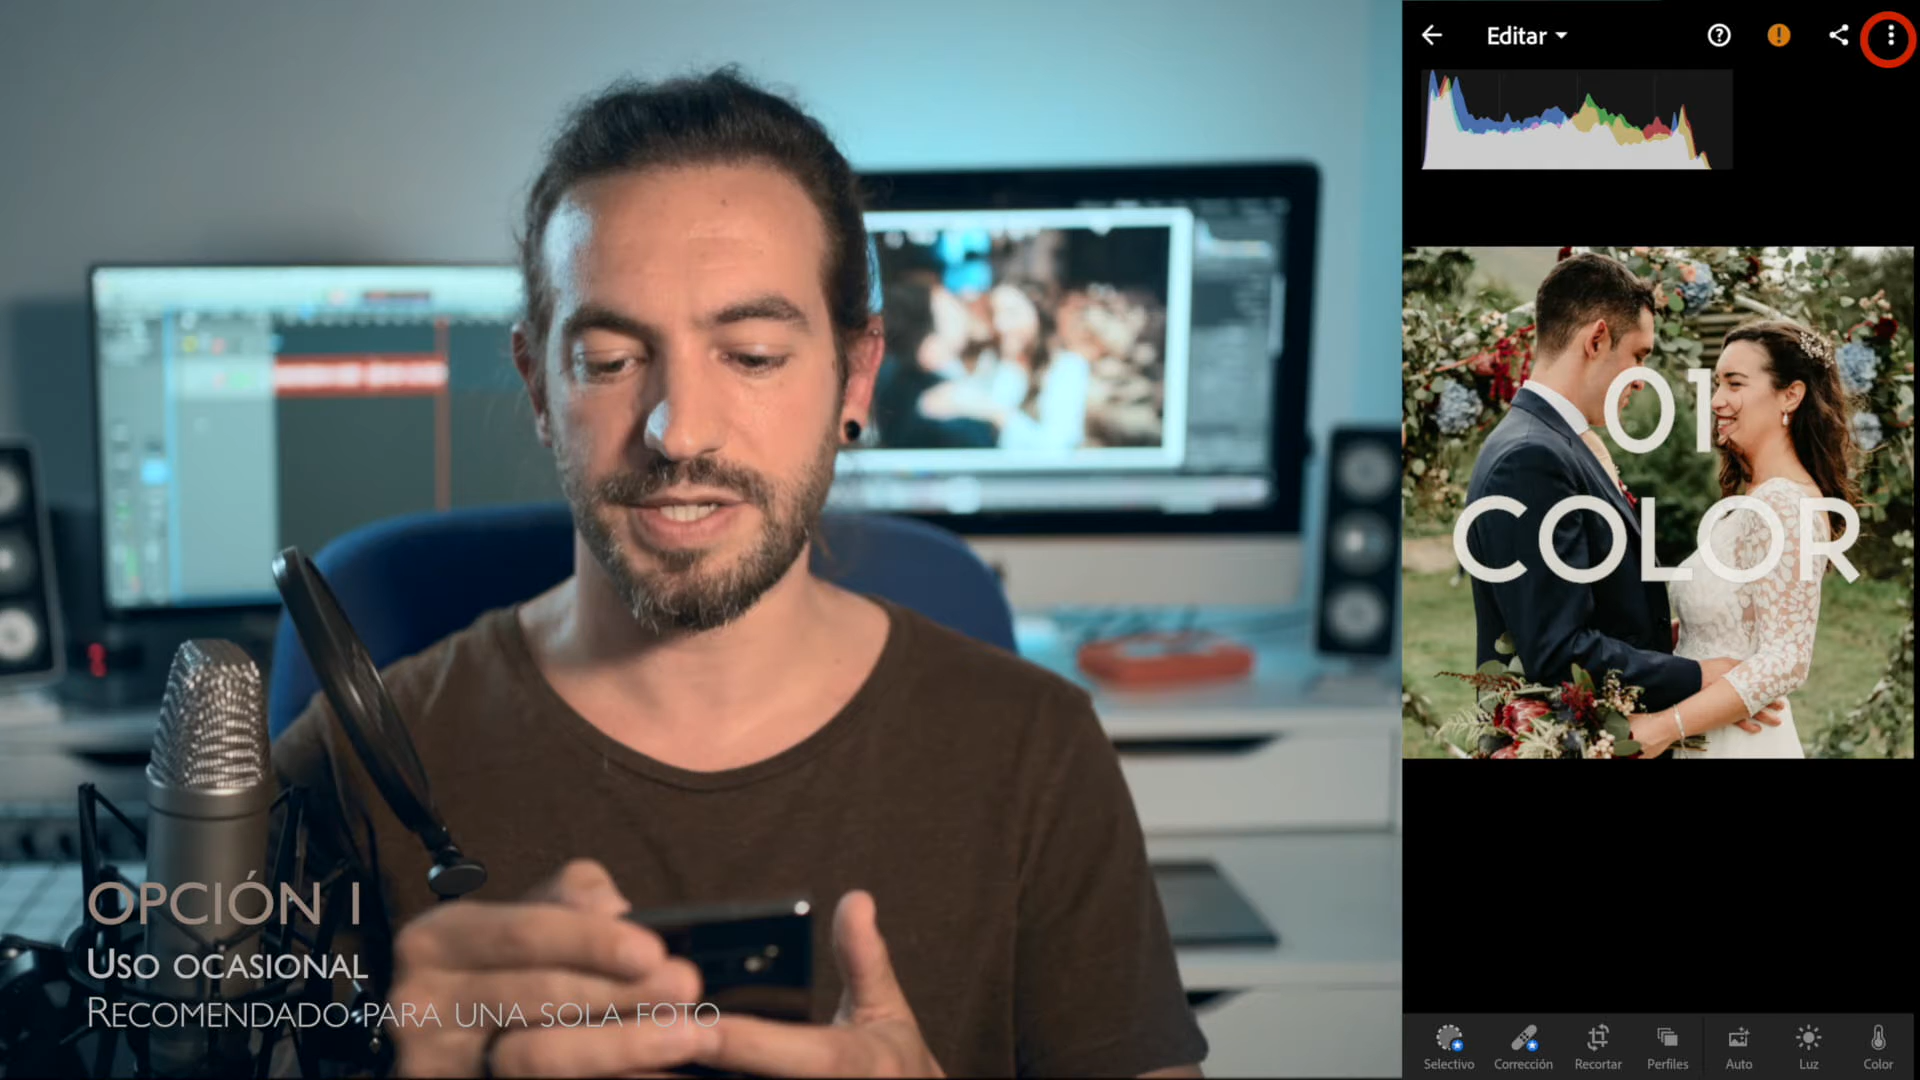 OPCIÓN I
Uso ocasional
Recomendado para una sola foto
Editar
01
COLOR
Selectivo
Corrección
Recortar
Perfiles
Auto
Luz
Color